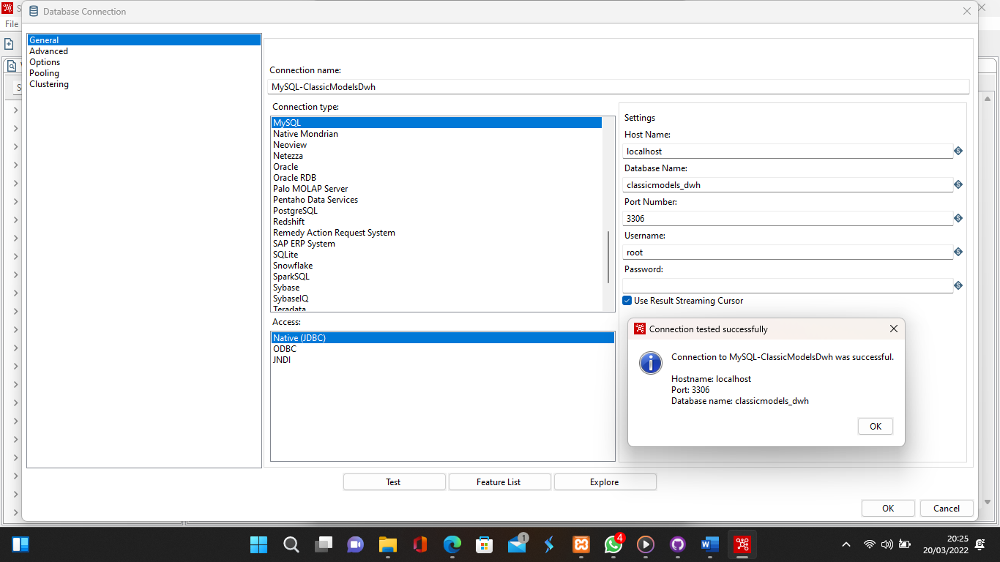 Database Connection
File
General
Advanced
Options
Pooling
Clustering
Connection name:
MySQL-ClassicModelsDwh
Connection type:
MySQL
Native Mondrian
Neoview
Netezza
Oracle
Oracle RDB
Palo MOLAP Server
Pentaho Data Services
PostgreSQL
Redshift
Remedy Action Request System
SAP ERP System
SQLite
Snowflake
SparkSQL
Sybase
SybaseIQ
Teradata
Access:
Native (JDBC)
ODBC
JNDI
Settings
Host Name:
localhost
Database Name:
classicmodels_dwh
Port Number:
3306
Username:
root
Password:
Use Result Streaming Cursor
Connection tested successfully
Connection to MySQL-ClassicModelsDwh was successful.
Hostname: localhost
Port: 3306
Database name: classicmodels_dwh
OK
Test
Feature List
Explore
OK
Cancel
1
4
20:25
20/03/2022